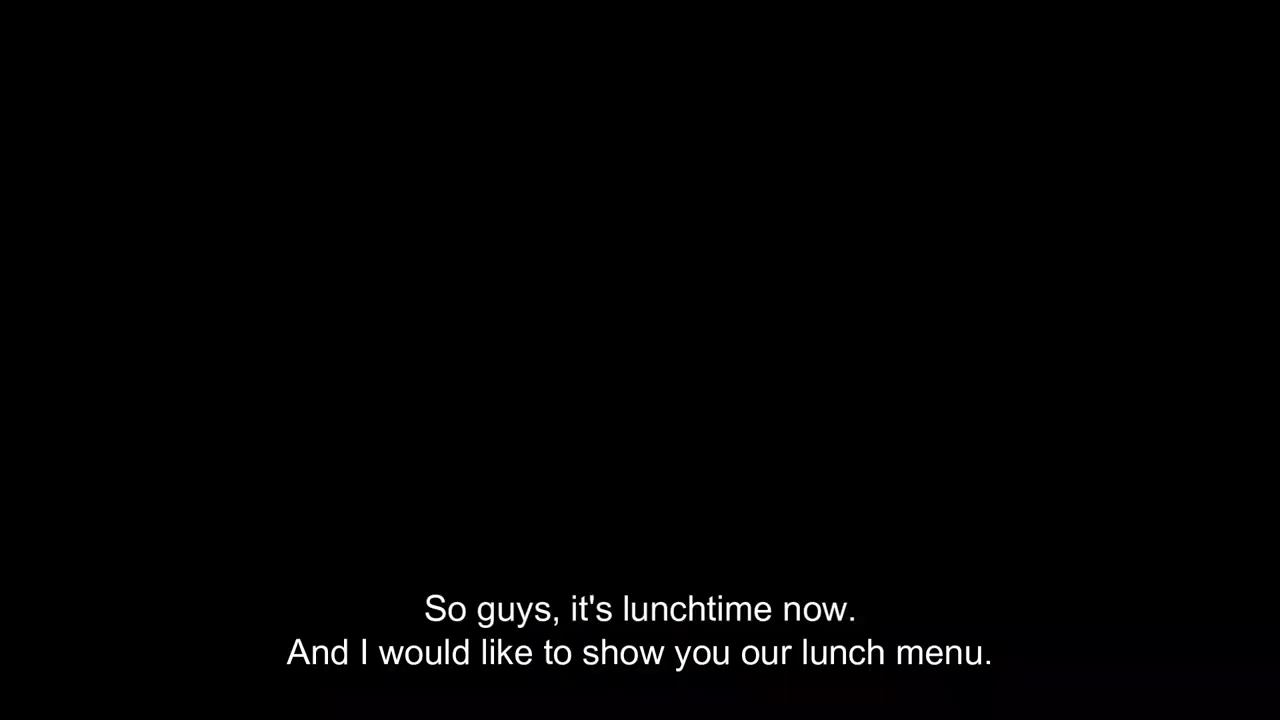 So guys, it's lunchtime now.
And I would like to show you our lunch menu.